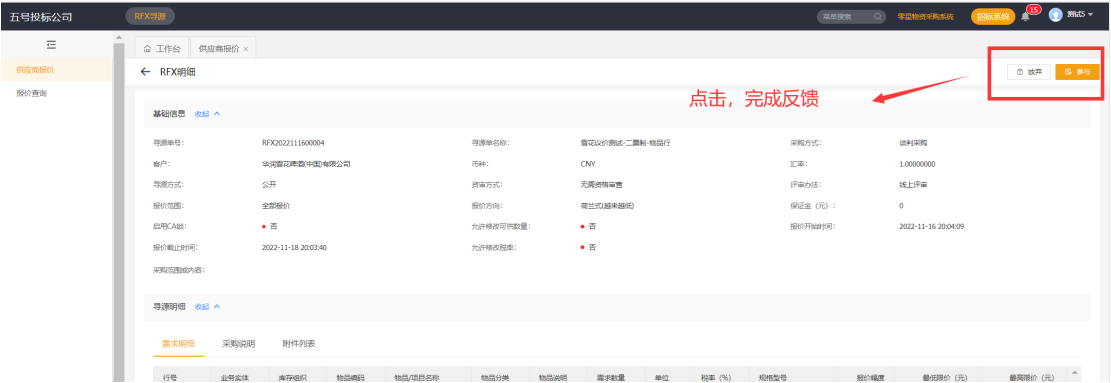 五号投标公司 RFX寻源 菜单搜索 零星物资采购系统 招标系统 15 测试5
工作台 供应商报价 ×
供应商报价
报价查询
RFX明细 放弃 参与
点击，完成反馈
基础信息 收起
寻源单号: RFX2022111600004 寻源单名称: 雪花议价测试-二票制-物品行 采购方式: 谈判采购
客户: 华润雪花啤酒(中国)有限公司 币种: CNY 汇率: 1.00000000
寻源方式: 公开 资审方式: 无需资格审查 评审办法: 线上评审
报价范围: 全部报价 报价方向: 荷兰式(越来越低) 保证金（元）: 0
启用CA锁: 否 允许修改可供数量: 否 报价开始时间: 2022-11-16 20:04:09
报价截止时间: 2022-11-18 20:03:40 允许修改税率: 否
采购范围或内容:
寻源明细 收起
需求明细 采购说明 附件列表
行号 业务实体 库存组织 物品编码 物品/项目名称 物品分类 物品说明 需求数量 单位 税率（%） 规格型号 报价幅度 最低限价（元） 最高限价（元）